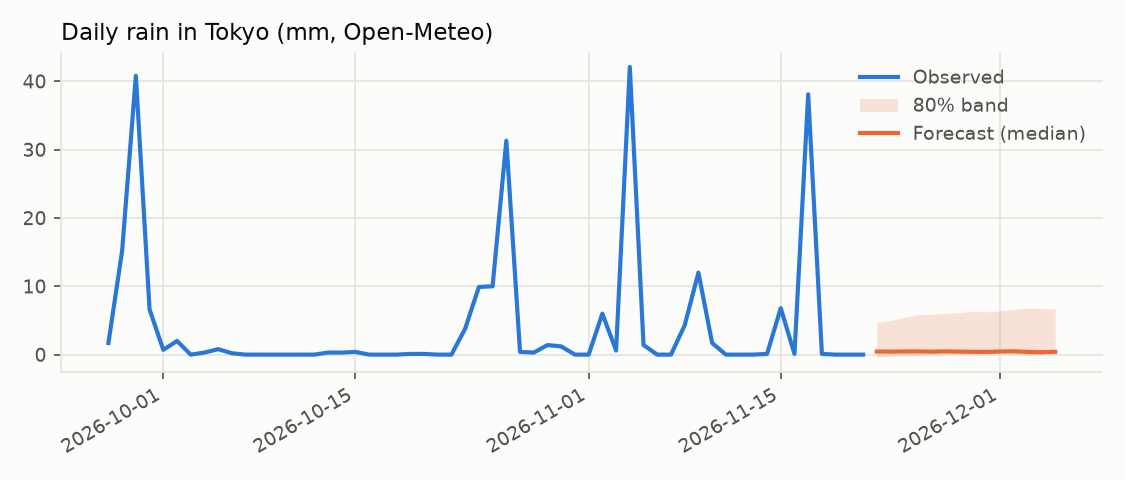 Daily rain in Tokyo (mm, Open-Meteo)
Observed
80% band
Forecast (median)
40
30
20
10
0
2026-10-01
2026-10-15
2026-11-01
2026-11-15
2026-12-01